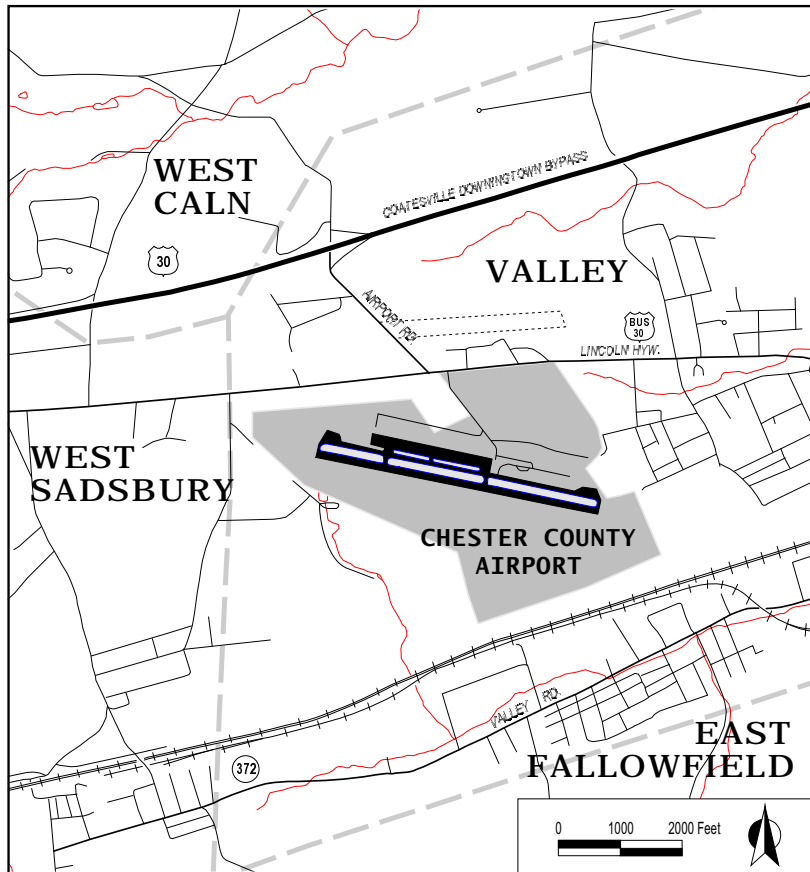 WEST
CALN
COATESVILLE DOWNINGTOWN BYPASS
30
VALLEY
AIRPORT RD.
BUS
30
LINCOLN HYW.
WEST
SADSBURY
CHESTER COUNTY
AIRPORT
VALLEY RD.
EAST
FALLOWFIELD
372
0 1000 2000 Feet